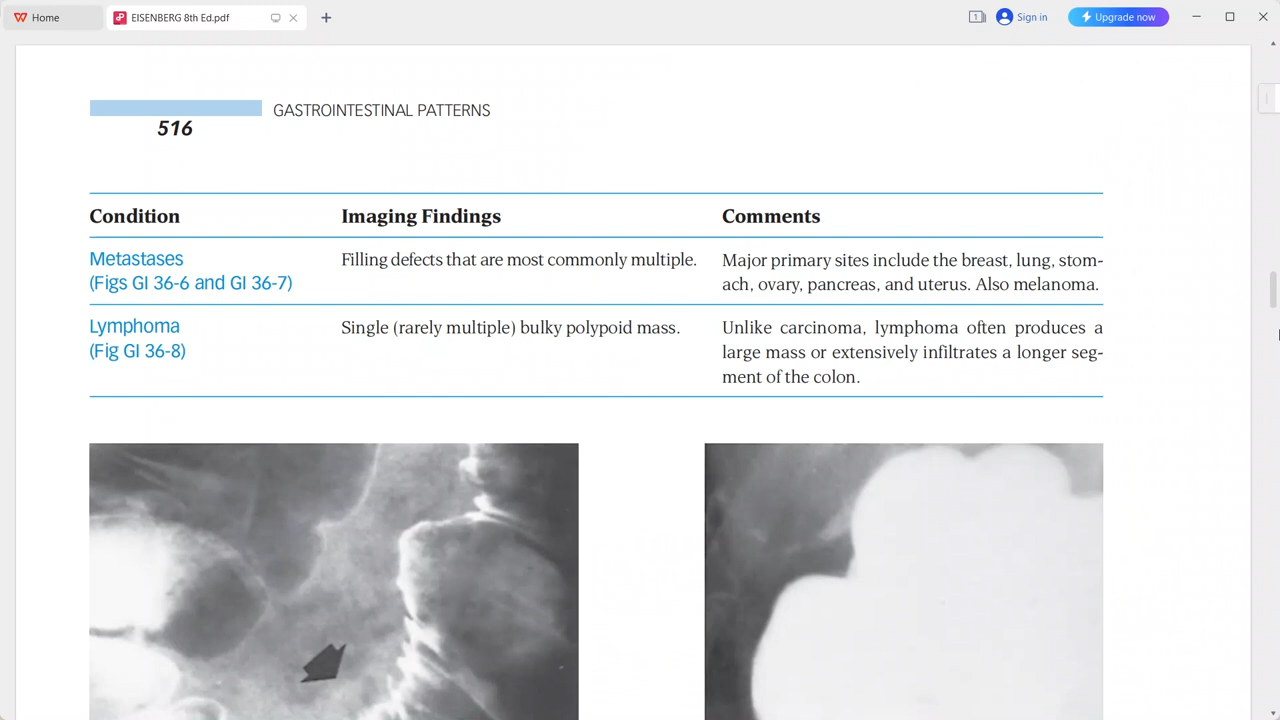 Home
EISENBERG 8th Ed.pdf
1
Sign in
Upgrade now
GASTROINTESTINAL PATTERNS
516
Condition
Imaging Findings
Comments
Metastases
(Figs GI 36-6 and GI 36-7)
Filling defects that are most commonly multiple.
Major primary sites include the breast, lung, stom-
ach, ovary, pancreas, and uterus. Also melanoma.
Lymphoma
(Fig GI 36-8)
Single (rarely multiple) bulky polypoid mass.
Unlike carcinoma, lymphoma often produces a
large mass or extensively infiltrates a longer seg-
ment of the colon.